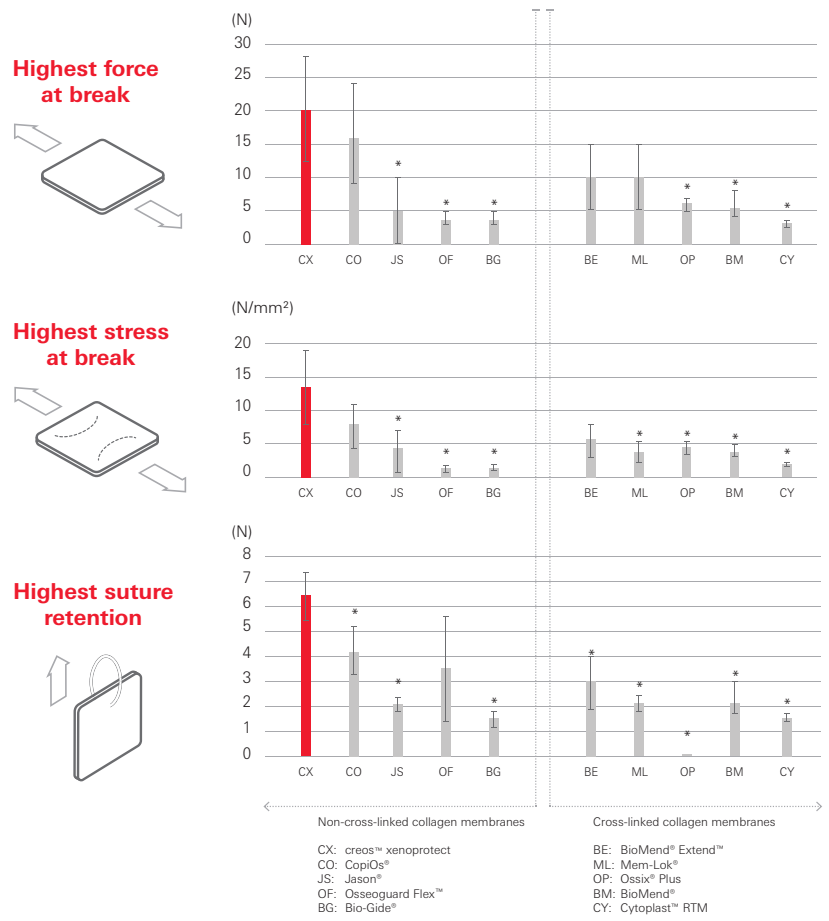 Highest force
at break
(N)
30
25
20
15
10
5
0
*
*
*
*
*
*
CX
CO
JS
OF
BG
BE
ML
OP
BM
CY
Highest stress
at break
(N/mm²)
20
15
10
5
0
*
*
*
*
*
*
*
CX
CO
JS
OF
BG
BE
ML
OP
BM
CY
Highest suture
retention
(N)
8
7
6
5
4
3
2
1
0
*
*
*
*
*
*
*
*
CX
CO
JS
OF
BG
BE
ML
OP
BM
CY
Non-cross-linked collagen membranes
CX: creos™ xenoprotect
CO: CopiOs®
JS: Jason®
OF: Osseoguard Flex™
BG: Bio-Gide®
Cross-linked collagen membranes
BE: BioMend® Extend™
ML: Mem-Lok®
OP: Ossix® Plus
BM: BioMend®
CY: Cytoplast™ RTM